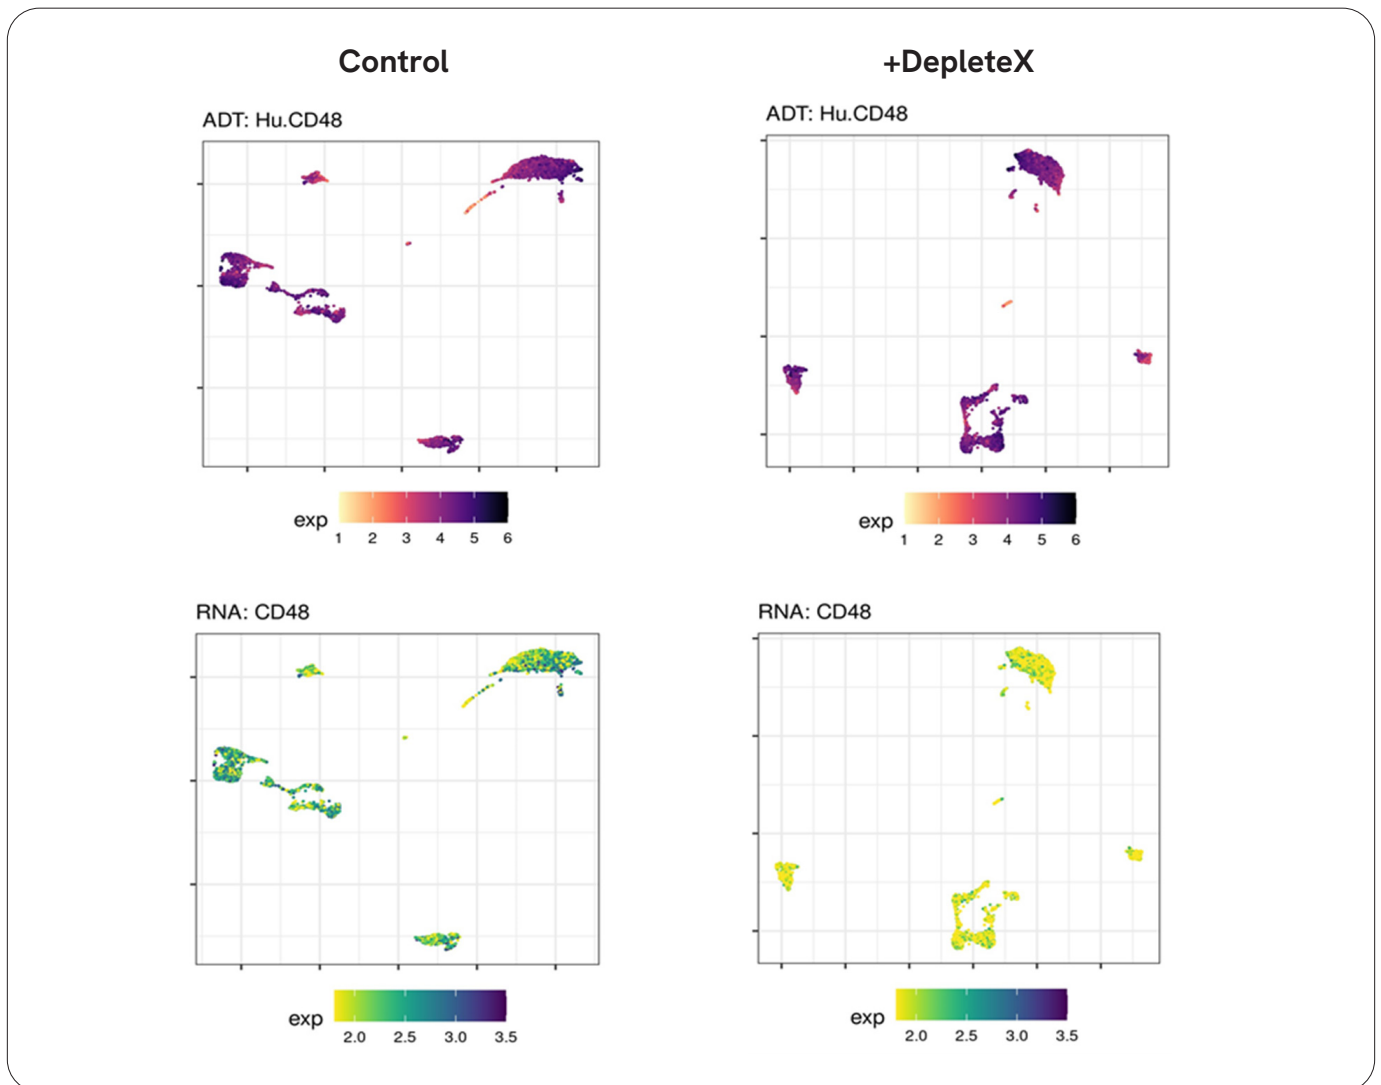 Control
+DepleteX
ADT: Hu.CD48
ADT: Hu.CD48
exp
1 2 3 4 5 6
exp
1 2 3 4 5 6
RNA: CD48
RNA: CD48
exp
2.0 2.5 3.0 3.5
exp
2.0 2.5 3.0 3.5